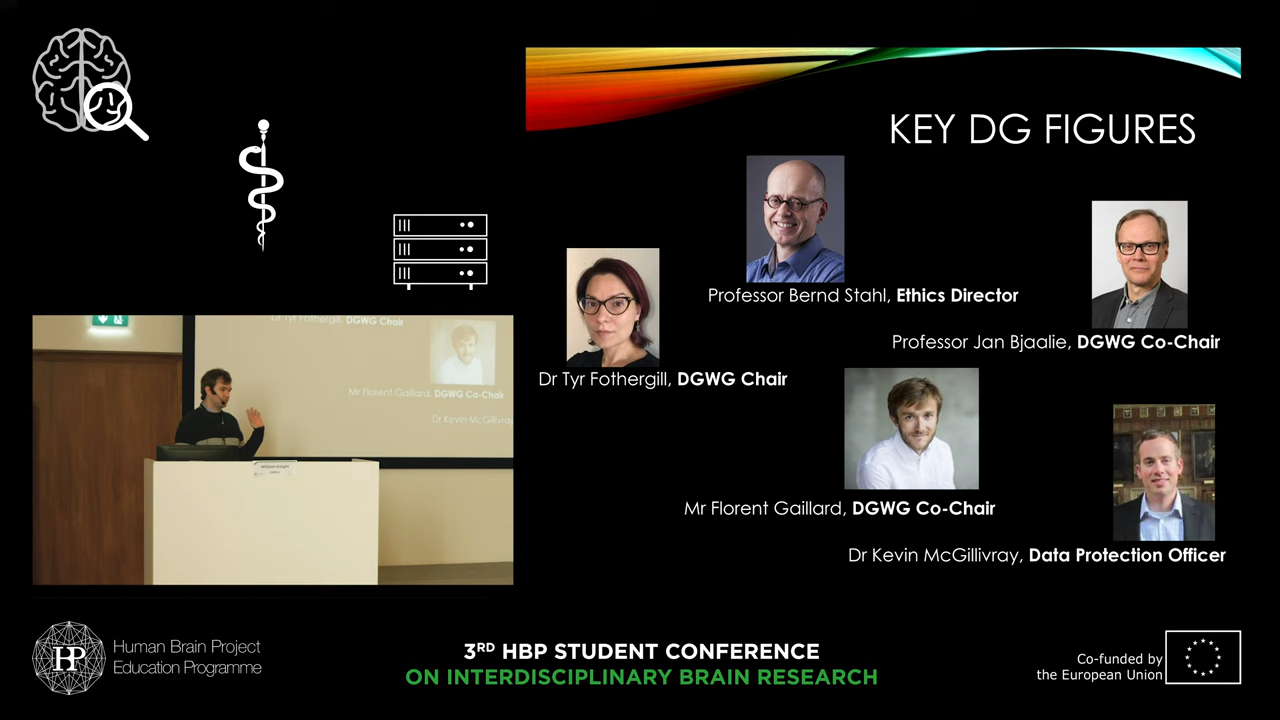 KEY DG FIGURES
Professor Bernd Stahl, Ethics Director
Professor Jan Bjaalie, DGWG Co-Chair
Dr Tyr Fothergill, DGWG Chair
Mr Florent Gaillard, DGWG Co-Chair
Dr Kevin McGillivray, Data Protection Officer
Dr Tyr Fothergill, DGWG Chair
Mr Florent Gaillard, DGWG Co-Chair
Dr Kevin McGillivray
William Knight
HP
Human Brain Project
Education Programme
3RD HBP STUDENT CONFERENCE
ON INTERDISCIPLINARY BRAIN RESEARCH
Co-funded by
the European Union